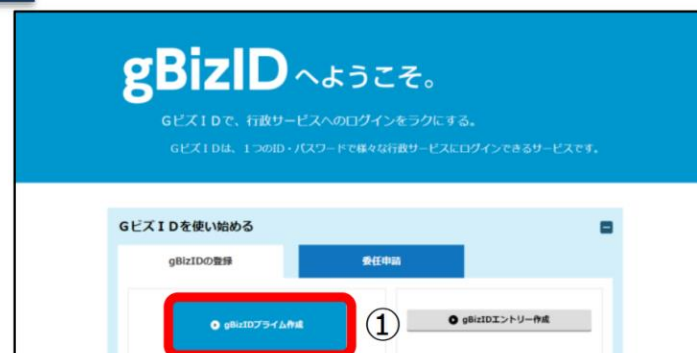 gBizIDへようこそ。
GビズIDで、行政サービスへのログインをラクにする。
GビズIDは、1つのID・パスワードで様々な行政サービスにログインできるサービスです。
GビズIDを使い始める
gBizIDの登録
委任申請
gBizIDプライム作成
①
gBizIDエントリー作成